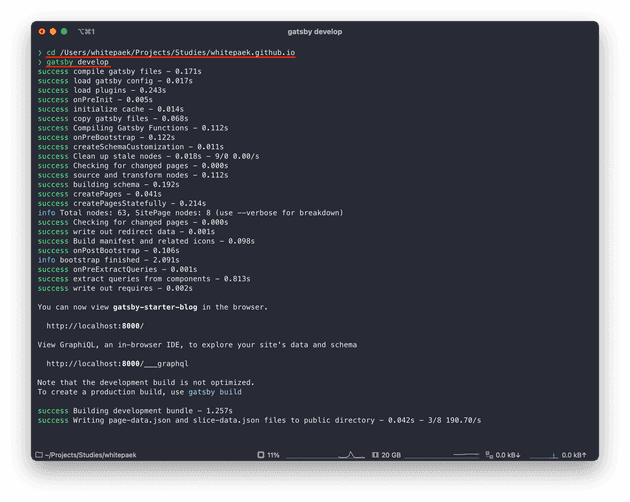 ⌥⌘1
gatsby develop
❯ cd /Users/whitepaek/Projects/Studies/whitepaek.github.io
❯ gatsby develop
success compile gatsby files - 0.171s
success load gatsby config - 0.017s
success load plugins - 0.243s
success onPreInit - 0.005s
success initialize cache - 0.014s
success copy gatsby files - 0.068s
success Compiling Gatsby Functions - 0.112s
success onPreBootstrap - 0.122s
success createSchemaCustomization - 0.011s
success Clean up stale nodes - 0.018s - 9/0 0.00/s
success Checking for changed pages - 0.000s
success source and transform nodes - 0.112s
success building schema - 0.192s
success createPages - 0.041s
success createPagesStatefully - 0.214s
info Total nodes: 63, SitePage nodes: 8 (use --verbose for breakdown)
success Checking for changed pages - 0.000s
success write out redirect data - 0.001s
success Build manifest and related icons - 0.098s
success onPostBootstrap - 0.106s
info bootstrap finished - 2.091s
success onPreExtractQueries - 0.001s
success extract queries from components - 0.813s
success write out requires - 0.002s
You can now view gatsby-starter-blog in the browser.
http://localhost:8000/
View GraphiQL, an in-browser IDE, to explore your site's data and schema
http://localhost:8000/___graphql
Note that the development build is not optimized.
To create a production build, use gatsby build
success Building development bundle - 1.257s
success Writing page-data.json and slice-data.json files to public directory - 0.042s - 3/8 190.70/s
~/Projects/Studies/whitepaek 11% 20 GB 0.0 kB↓ 0.0 kB↑